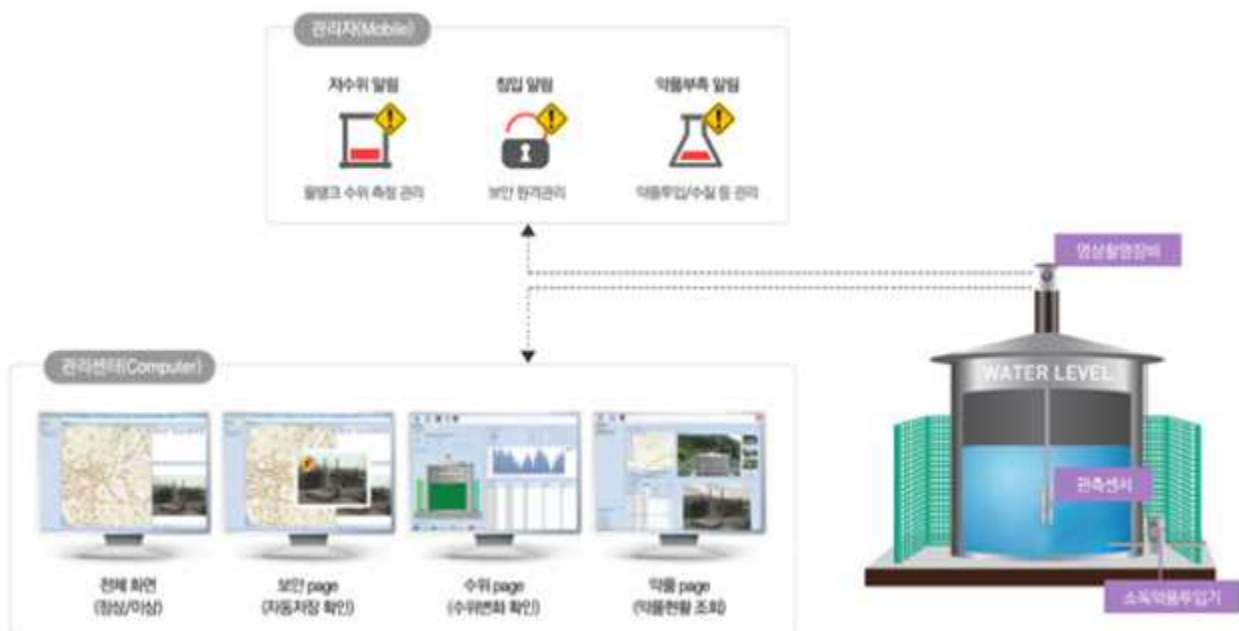 관리자(Mobile)
저수위 알림
침입 알림
약품부족 알림
물탱크 수위 측정 관리
보안 원격관리
약품투입/수질 등 관리
영상촬영장비
관리센터(Computer)
WATER LEVEL
관측센서
전체 화면
(정상/이상)
보안 page
(자동저장 확인)
수위 page
(수위변화 확인)
약품 page
(약품현황 조회)
소독약품투입기